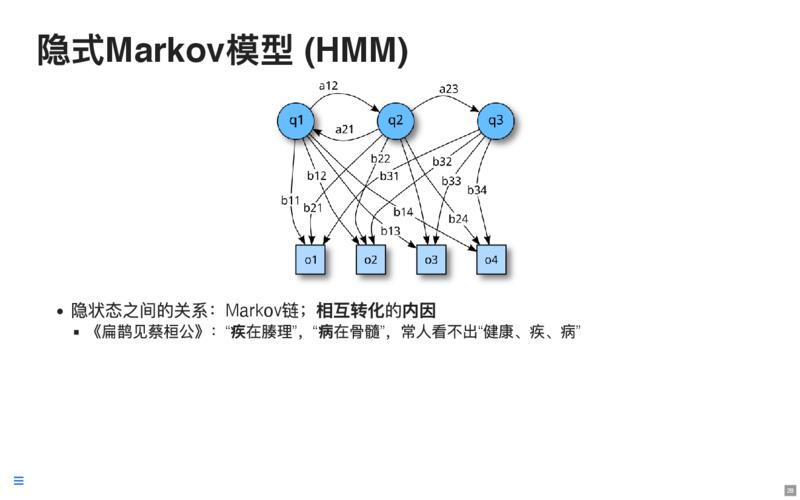 隐式Markov模型 (HMM)
a12
a23
q1
q2
q3
a21
b22
b32
b12
b31
b33
b34
b11
b21
b14
b24
b13
o1
o2
o3
o4
• 隐状态之间的关系：Markov链；相互转化的内因
▪ 《扁鹊见蔡桓公》：“疾在腠理”，“病在骨髓”，常人看不出“健康、疾、病”
28